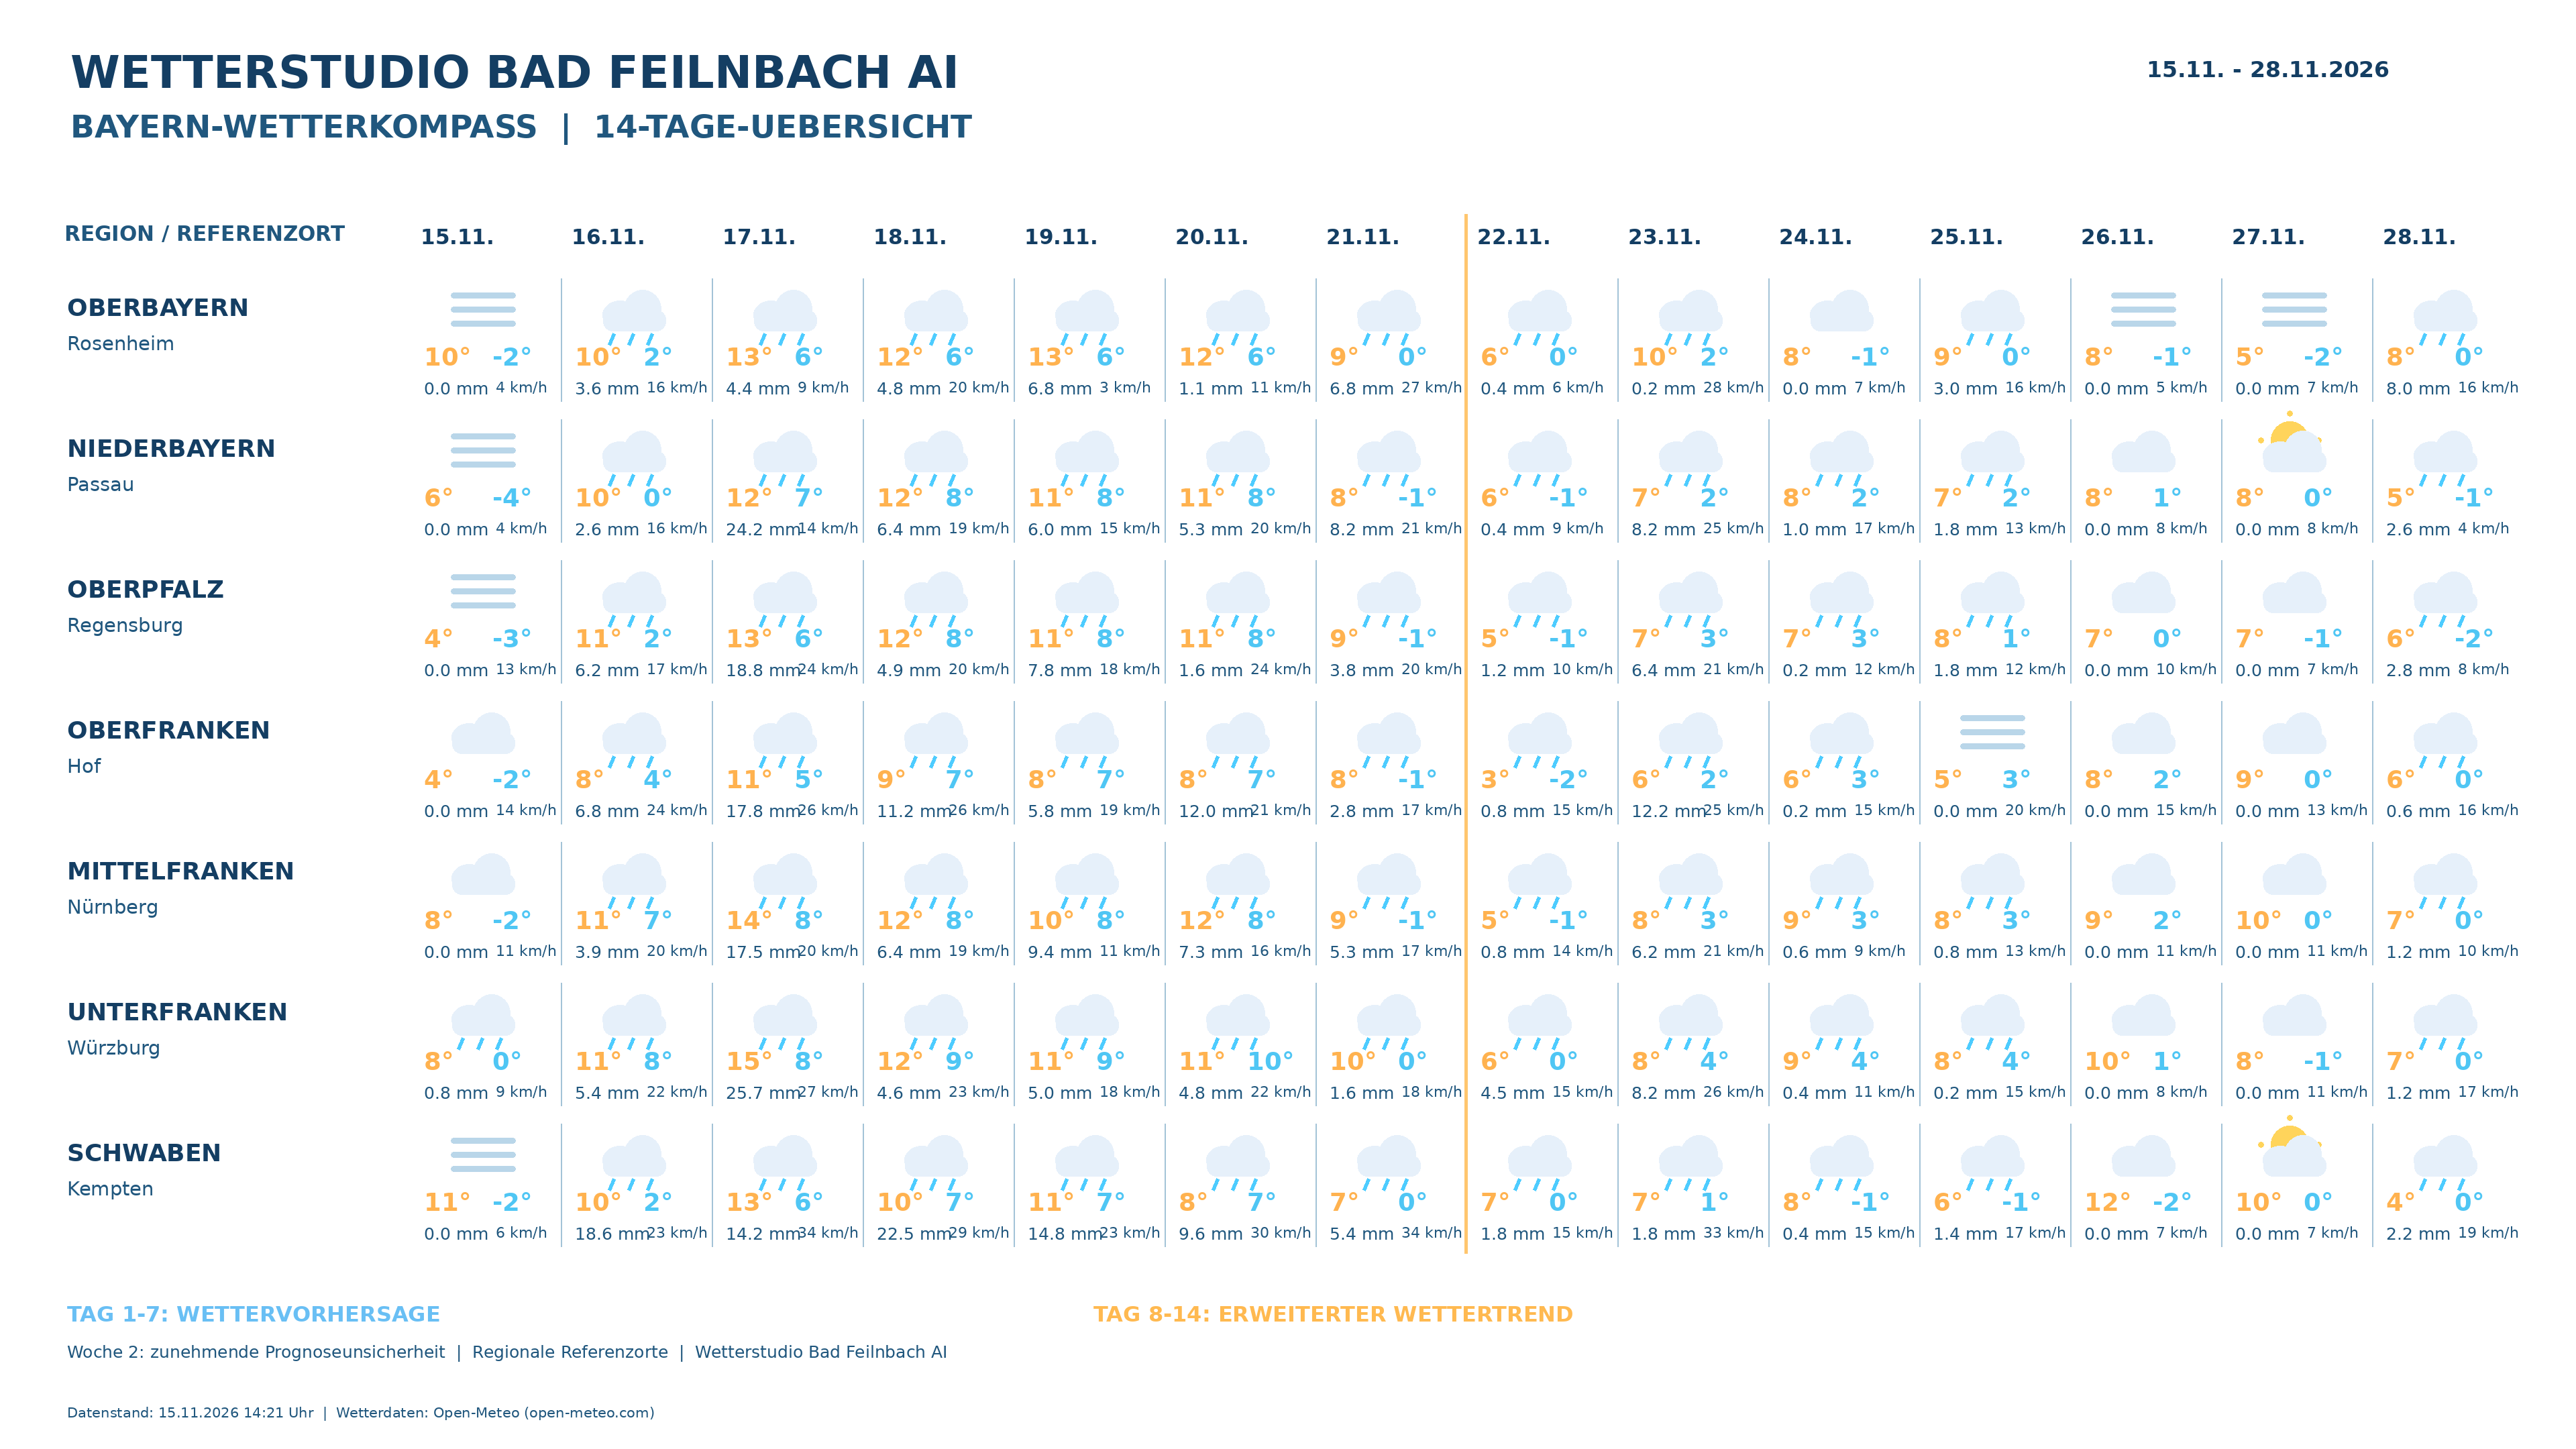 WETTERSTUDIO BAD FEILNBACH AI
15.11. - 28.11.2026
BAYERN-WETTERKOMPASS | 14-TAGE-UEBERSICHT
REGION / REFERENZORT 15.11. 16.11. 17.11. 18.11. 19.11. 20.11. 21.11. 22.11. 23.11. 24.11. 25.11. 26.11. 27.11. 28.11.
OBERBAYERN
Rosenheim
10° -2° 10° 2° 13° 6° 12° 6° 13° 6° 12° 6° 9° 0° 6° 0° 10° 2° 8° -1° 9° 0° 8° -1° 5° -2° 8° 0°
0.0 mm 4 km/h 3.6 mm 16 km/h 4.4 mm 9 km/h 4.8 mm 20 km/h 6.8 mm 3 km/h 1.1 mm 11 km/h 6.8 mm 27 km/h 0.4 mm 6 km/h 0.2 mm 28 km/h 0.0 mm 7 km/h 3.0 mm 16 km/h 0.0 mm 5 km/h 0.0 mm 7 km/h 8.0 mm 16 km/h
NIEDERBAYERN
Passau
6° -4° 10° 0° 12° 7° 12° 8° 11° 8° 11° 8° 8° -1° 6° -1° 7° 2° 8° 2° 7° 2° 8° 1° 8° 0° 5° -1°
0.0 mm 4 km/h 2.6 mm 16 km/h 24.2 mm 14 km/h 6.4 mm 19 km/h 6.0 mm 15 km/h 5.3 mm 20 km/h 8.2 mm 21 km/h 0.4 mm 9 km/h 8.2 mm 25 km/h 1.0 mm 17 km/h 1.8 mm 13 km/h 0.0 mm 8 km/h 0.0 mm 8 km/h 2.6 mm 4 km/h
OBERPFALZ
Regensburg
4° -3° 11° 2° 13° 6° 12° 8° 11° 8° 11° 8° 9° -1° 5° -1° 7° 3° 7° 3° 8° 1° 7° 0° 7° -1° 6° -2°
0.0 mm 13 km/h 6.2 mm 17 km/h 18.8 mm 24 km/h 4.9 mm 20 km/h 7.8 mm 18 km/h 1.6 mm 24 km/h 3.8 mm 20 km/h 1.2 mm 10 km/h 6.4 mm 21 km/h 0.2 mm 12 km/h 1.8 mm 12 km/h 0.0 mm 10 km/h 0.0 mm 7 km/h 2.8 mm 8 km/h
OBERFRANKEN
Hof
4° -2° 8° 4° 11° 5° 9° 7° 8° 7° 8° 7° 8° -1° 3° -2° 6° 2° 6° 3° 5° 3° 8° 2° 9° 0° 6° 0°
0.0 mm 14 km/h 6.8 mm 24 km/h 17.8 mm 26 km/h 11.2 mm 26 km/h 5.8 mm 19 km/h 12.0 mm 21 km/h 2.8 mm 17 km/h 0.8 mm 15 km/h 12.2 mm 25 km/h 0.2 mm 15 km/h 0.0 mm 20 km/h 0.0 mm 15 km/h 0.0 mm 13 km/h 0.6 mm 16 km/h
MITTELFRANKEN
Nürnberg
8° -2° 11° 7° 14° 8° 12° 8° 10° 8° 12° 8° 9° -1° 5° -1° 8° 3° 9° 3° 8° 3° 9° 2° 10° 0° 7° 0°
0.0 mm 11 km/h 3.9 mm 20 km/h 17.5 mm 20 km/h 6.4 mm 19 km/h 9.4 mm 11 km/h 7.3 mm 16 km/h 5.3 mm 17 km/h 0.8 mm 14 km/h 6.2 mm 21 km/h 0.6 mm 9 km/h 0.8 mm 13 km/h 0.0 mm 11 km/h 0.0 mm 11 km/h 1.2 mm 10 km/h
UNTERFRANKEN
Würzburg
8° 0° 11° 8° 15° 8° 12° 9° 11° 9° 11° 10° 10° 0° 6° 0° 8° 4° 9° 4° 8° 4° 10° 1° 8° -1° 7° 0°
0.8 mm 9 km/h 5.4 mm 22 km/h 25.7 mm 27 km/h 4.6 mm 23 km/h 5.0 mm 18 km/h 4.8 mm 22 km/h 1.6 mm 18 km/h 4.5 mm 15 km/h 8.2 mm 26 km/h 0.4 mm 11 km/h 0.2 mm 15 km/h 0.0 mm 8 km/h 0.0 mm 11 km/h 1.2 mm 17 km/h
SCHWABEN
Kempten
11° -2° 10° 2° 13° 6° 10° 7° 11° 7° 8° 7° 7° 0° 7° 0° 7° 1° 8° -1° 6° -1° 12° -2° 10° 0° 4° 0°
0.0 mm 6 km/h 18.6 mm 23 km/h 14.2 mm 34 km/h 22.5 mm 29 km/h 14.8 mm 23 km/h 9.6 mm 30 km/h 5.4 mm 34 km/h 1.8 mm 15 km/h 1.8 mm 33 km/h 0.4 mm 15 km/h 1.4 mm 17 km/h 0.0 mm 7 km/h 0.0 mm 7 km/h 2.2 mm 19 km/h
TAG 1-7: WETTERVORHERSAGE TAG 8-14: ERWEITERTER WETTERTREND
Woche 2: zunehmende Prognoseunsicherheit | Regionale Referenzorte | Wetterstudio Bad Feilnbach AI
Datenstand: 15.11.2026 14:21 Uhr | Wetterdaten: Open-Meteo (open-meteo.com)